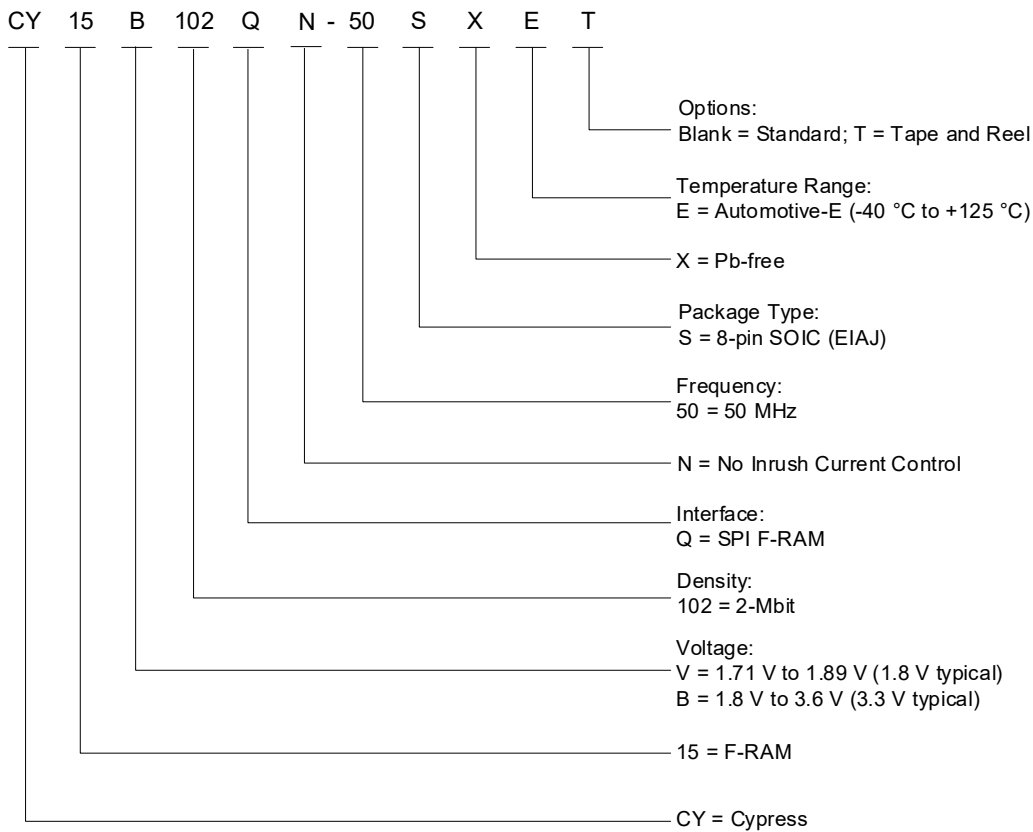 CY 15 B 102 Q N - 50 S X E T
Options:
Blank = Standard; T = Tape and Reel
Temperature Range:
E = Automotive-E (-40 °C to +125 °C)
X = Pb-free
Package Type:
S = 8-pin SOIC (EIAJ)
Frequency:
50 = 50 MHz
N = No Inrush Current Control
Interface:
Q = SPI F-RAM
Density:
102 = 2-Mbit
Voltage:
V = 1.71 V to 1.89 V (1.8 V typical)
B = 1.8 V to 3.6 V (3.3 V typical)
15 = F-RAM
CY = Cypress